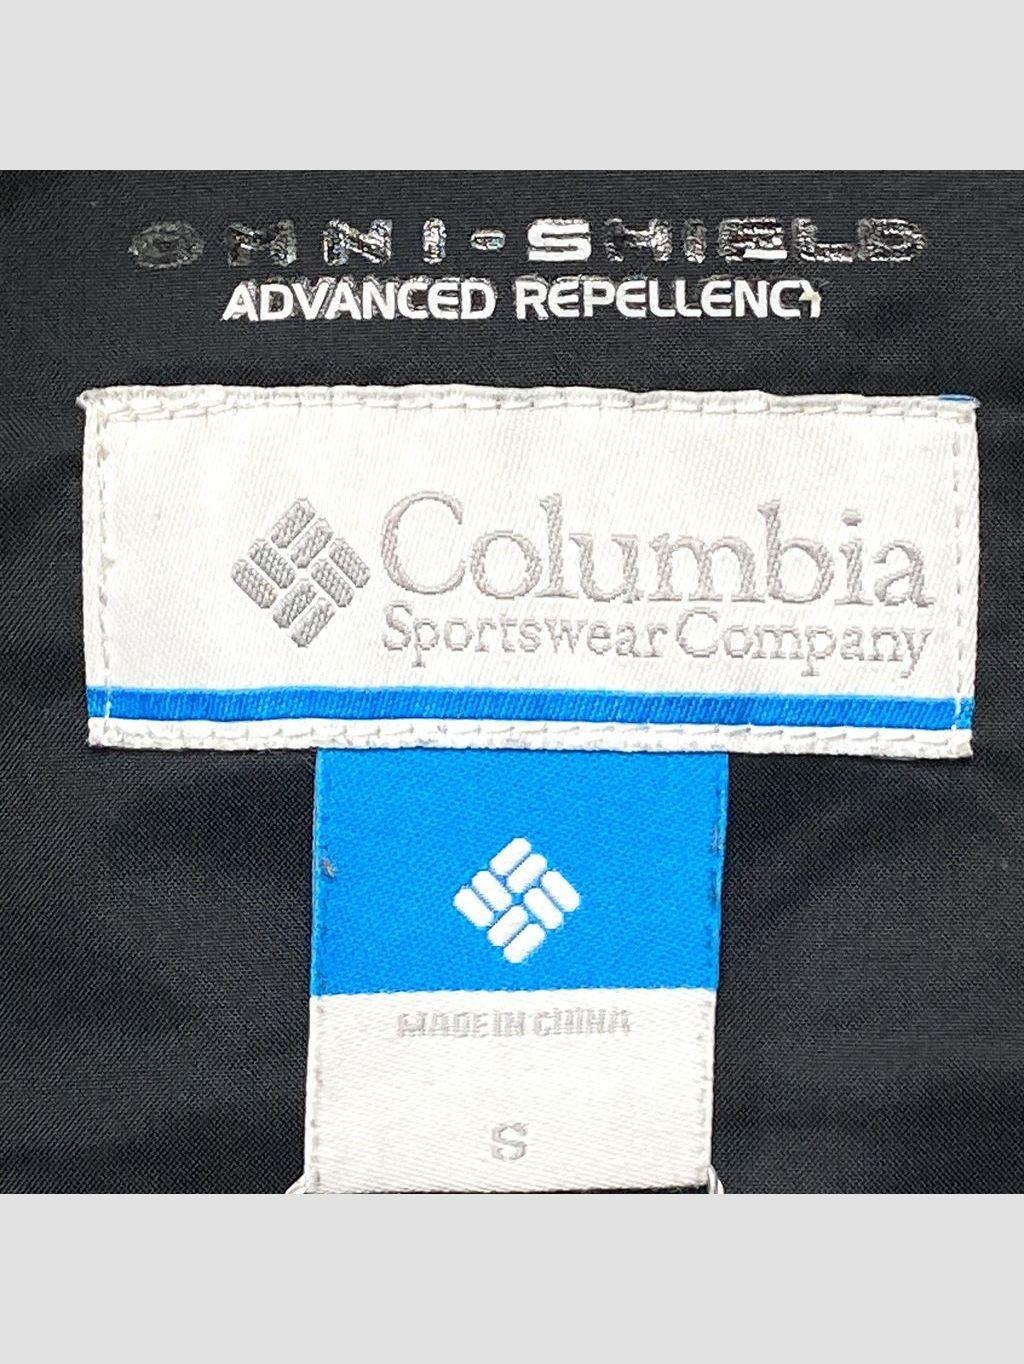 OMNI-SHIELD
ADVANCED REPELLENCY
Columbia
Sportswear Company
MADE IN CHINA
S